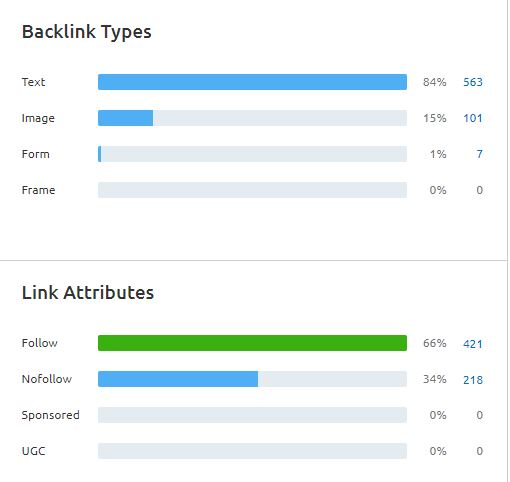 Backlink Types
Text 84% 563
Image 15% 101
Form 1% 7
Frame 0% 0
Link Attributes
Follow 66% 421
Nofollow 34% 218
Sponsored 0% 0
UGC 0% 0